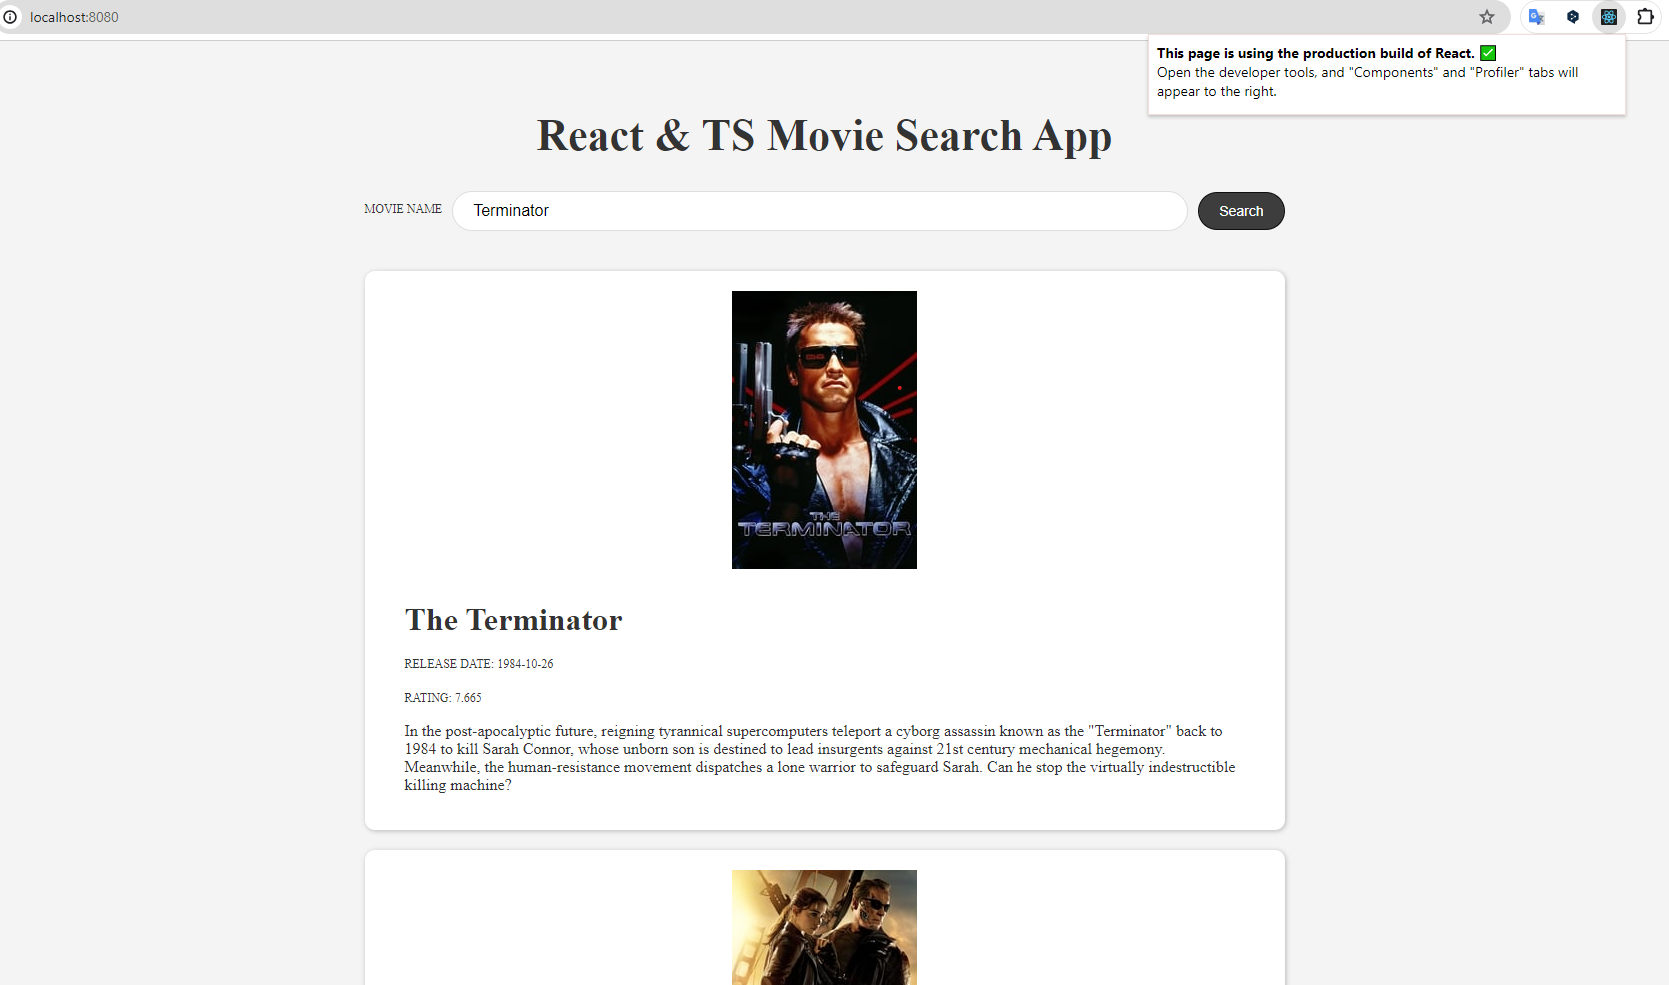 localhost:8080
This page is using the production build of React. ✅
Open the developer tools, and "Components" and "Profiler" tabs will
appear to the right.
React & TS Movie Search App
MOVIE NAME
Terminator
Search
THE
TERMINATOR
The Terminator
RELEASE DATE: 1984-10-26
RATING: 7.665
In the post-apocalyptic future, reigning tyrannical supercomputers teleport a cyborg assassin known as the "Terminator" back to
1984 to kill Sarah Connor, whose unborn son is destined to lead insurgents against 21st century mechanical hegemony.
Meanwhile, the human-resistance movement dispatches a lone warrior to safeguard Sarah. Can he stop the virtually indestructible
killing machine?